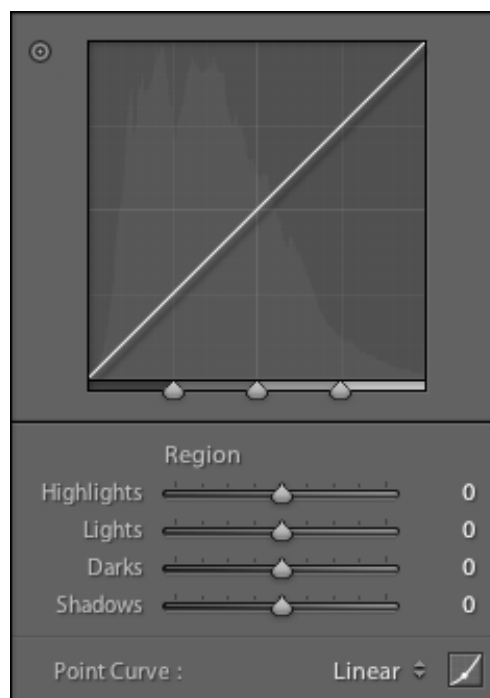 Region
Highlights 0
Lights 0
Darks 0
Shadows 0
Point Curve : Linear